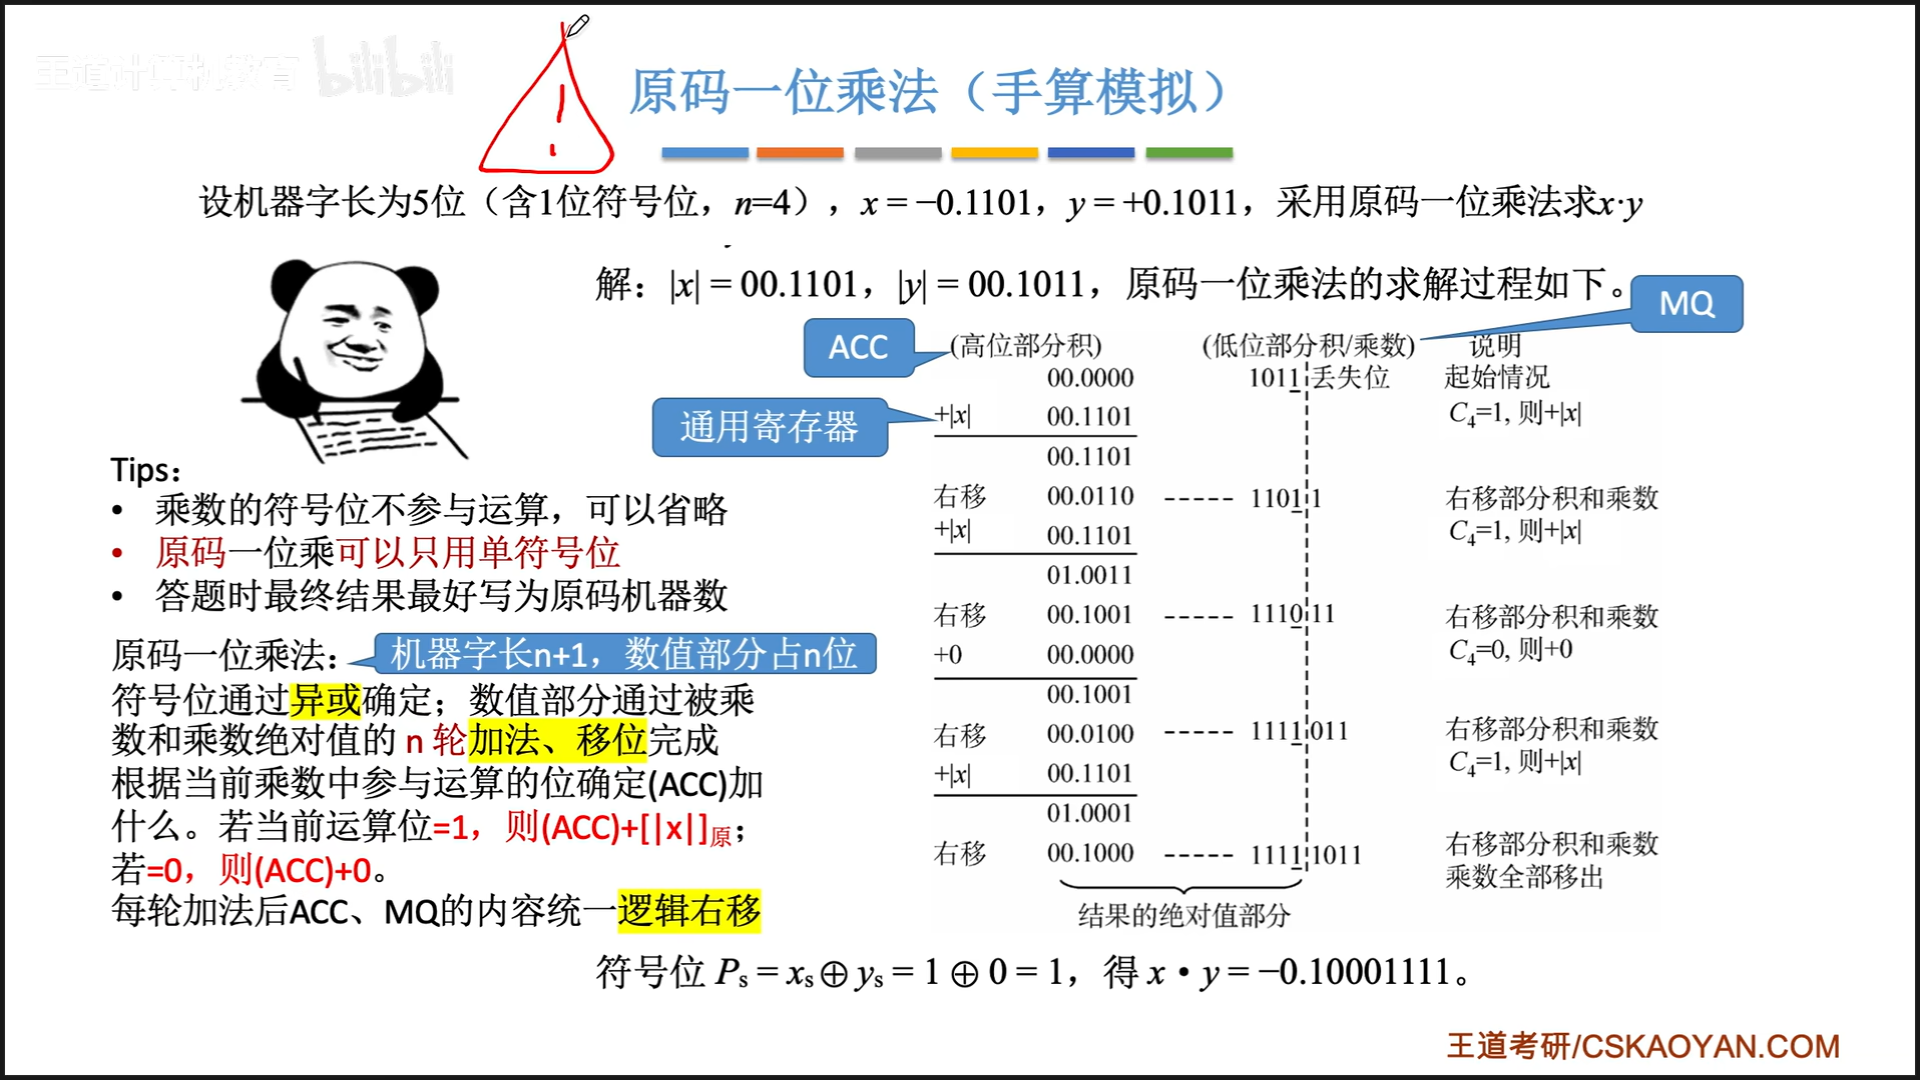 王道计算机教育 bilibili
原码一位乘法（手算模拟）
设机器字长为5位（含1位符号位，n=4），x = −0.1101，y = +0.1011，采用原码一位乘法求x·y
解：|x| = 00.1101，|y| = 00.1011，原码一位乘法的求解过程如下。
MQ
ACC
通用寄存器
(高位部分积) (低位部分积/乘数) 说明
00.0000 1011 丢失位 起始情况
+|x| 00.1101 C₄=1, 则+|x|
00.1101
右移 00.0110 ----- 1101 1 右移部分积和乘数
+|x| 00.1101 C₄=1, 则+|x|
01.0011
右移 00.1001 ----- 1110 11 右移部分积和乘数
+0 00.0000 C₄=0, 则+0
00.1001
右移 00.0100 ----- 1111 011 右移部分积和乘数
+|x| 00.1101 C₄=1, 则+|x|
01.0001
右移 00.1000 ----- 1111 1011 右移部分积和乘数
乘数全部移出
结果的绝对值部分
Tips：
• 乘数的符号位不参与运算，可以省略
• 原码一位乘可以只用单符号位
• 答题时最终结果最好写为原码机器数
原码一位乘法：
机器字长n+1，数值部分占n位
符号位通过异或确定；数值部分通过被乘
数和乘数绝对值的 n 轮加法、移位完成
根据当前乘数中参与运算的位确定(ACC)加
什么。若当前运算位=1，则(ACC)+[|x|]原；
若=0，则(ACC)+0。
每轮加法后ACC、MQ的内容统一逻辑右移
符号位 Pₛ = xₛ⊕yₛ = 1⊕0 = 1，得 x • y = −0.10001111。
王道考研/CSKAOYAN.COM